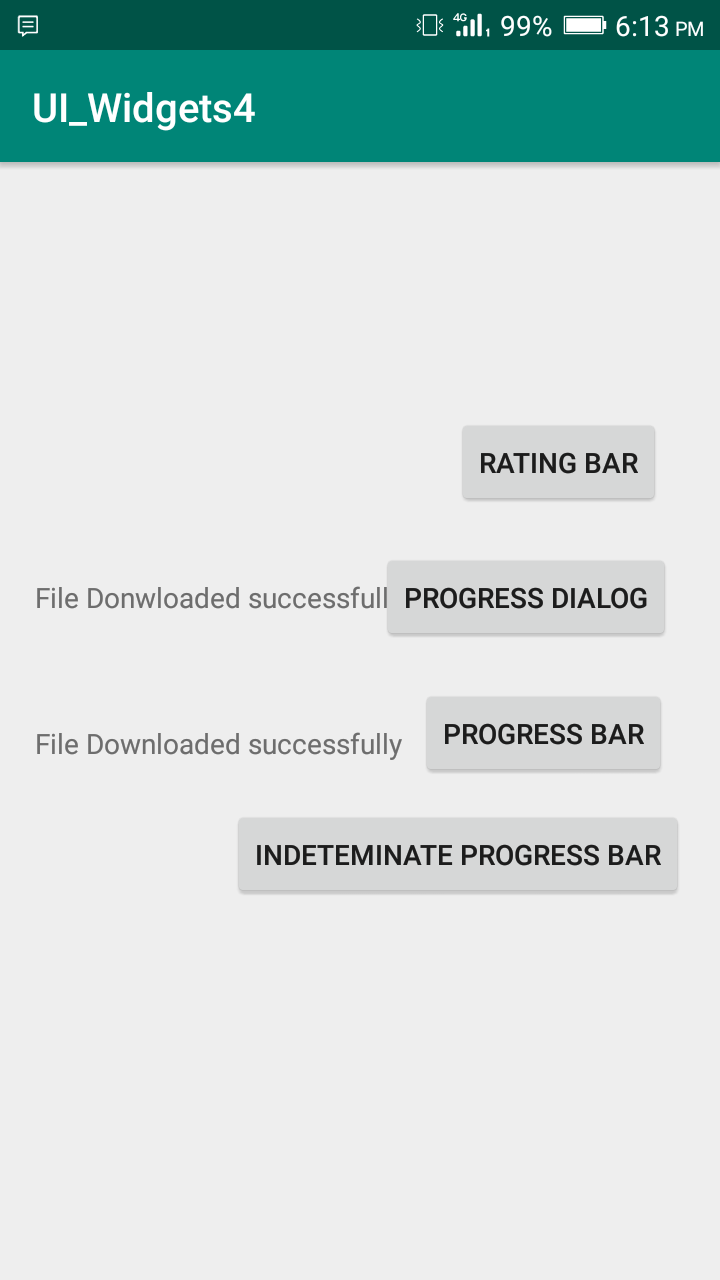 4G 1 99% 6:13 PM
UI_Widgets4
RATING BAR
File Donwloaded successfull PROGRESS DIALOG
File Downloaded successfully PROGRESS BAR
INDETEMINATE PROGRESS BAR